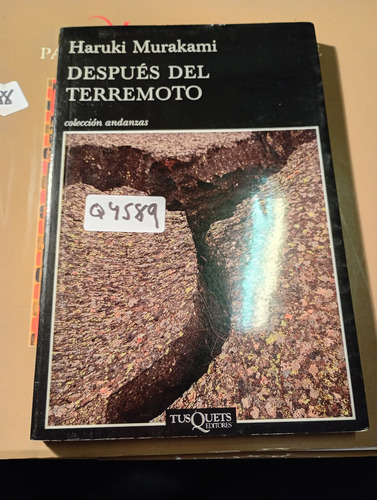 Haruki Murakami
DESPUÉS DEL
TERREMOTO
colección andanzas
Q4589
TUSQUETS
EDITORES